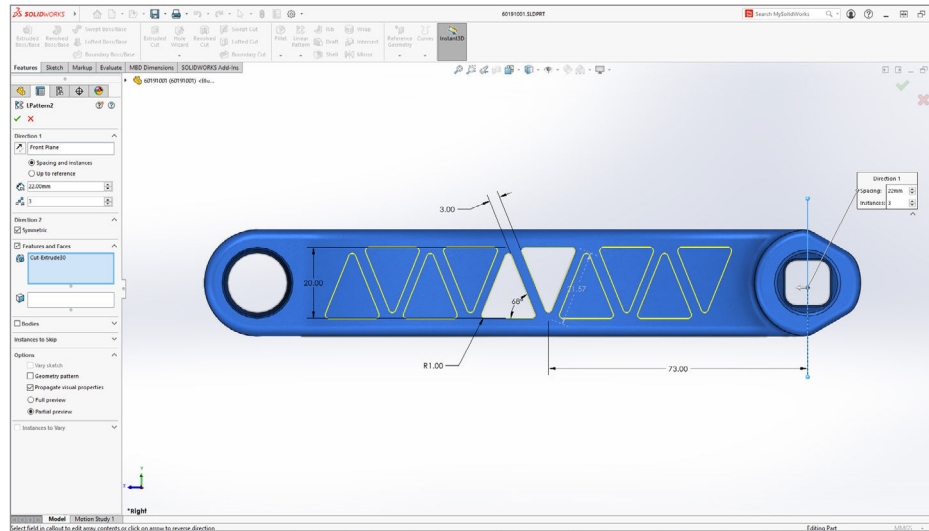 SOLIDWORKS
60191001.SLDPRT
Search MySolidWorks
Extruded Boss/Base
Revolved Boss/Base
Swept Boss/Base
Lofted Boss/Base
Boundary Boss/Base
Extruded Cut
Hole Wizard
Revolved Cut
Swept Cut
Lofted Cut
Boundary Cut
Fillet
Linear Pattern
Rib
Draft
Shell
Wrap
Intersect
Mirror
Reference Geometry
Curves
Instant3D
Features Sketch Markup Evaluate MBD Dimensions SOLIDWORKS Add-Ins
60191001 (60191001) <Bu...
LPattern2
Direction 1
Front Plane
Spacing and instances
Up to reference
22.00mm
3
Direction 2
Symmetric
Features and Faces
Cut-Extrude30
Bodies
Instances to Skip
Options
Vary sketch
Geometry pattern
Propagate visual properties
Full preview
Partial preview
Instances to Vary
3.00
20.00
68°
R1.00
73.00
Direction 1
Spacing: 22mm
Instances: 3
Y
Z
*Right
Model Motion Study 1
Select field in callout to edit array contents or click on arrow to reverse direction
Editing Part
MMGS